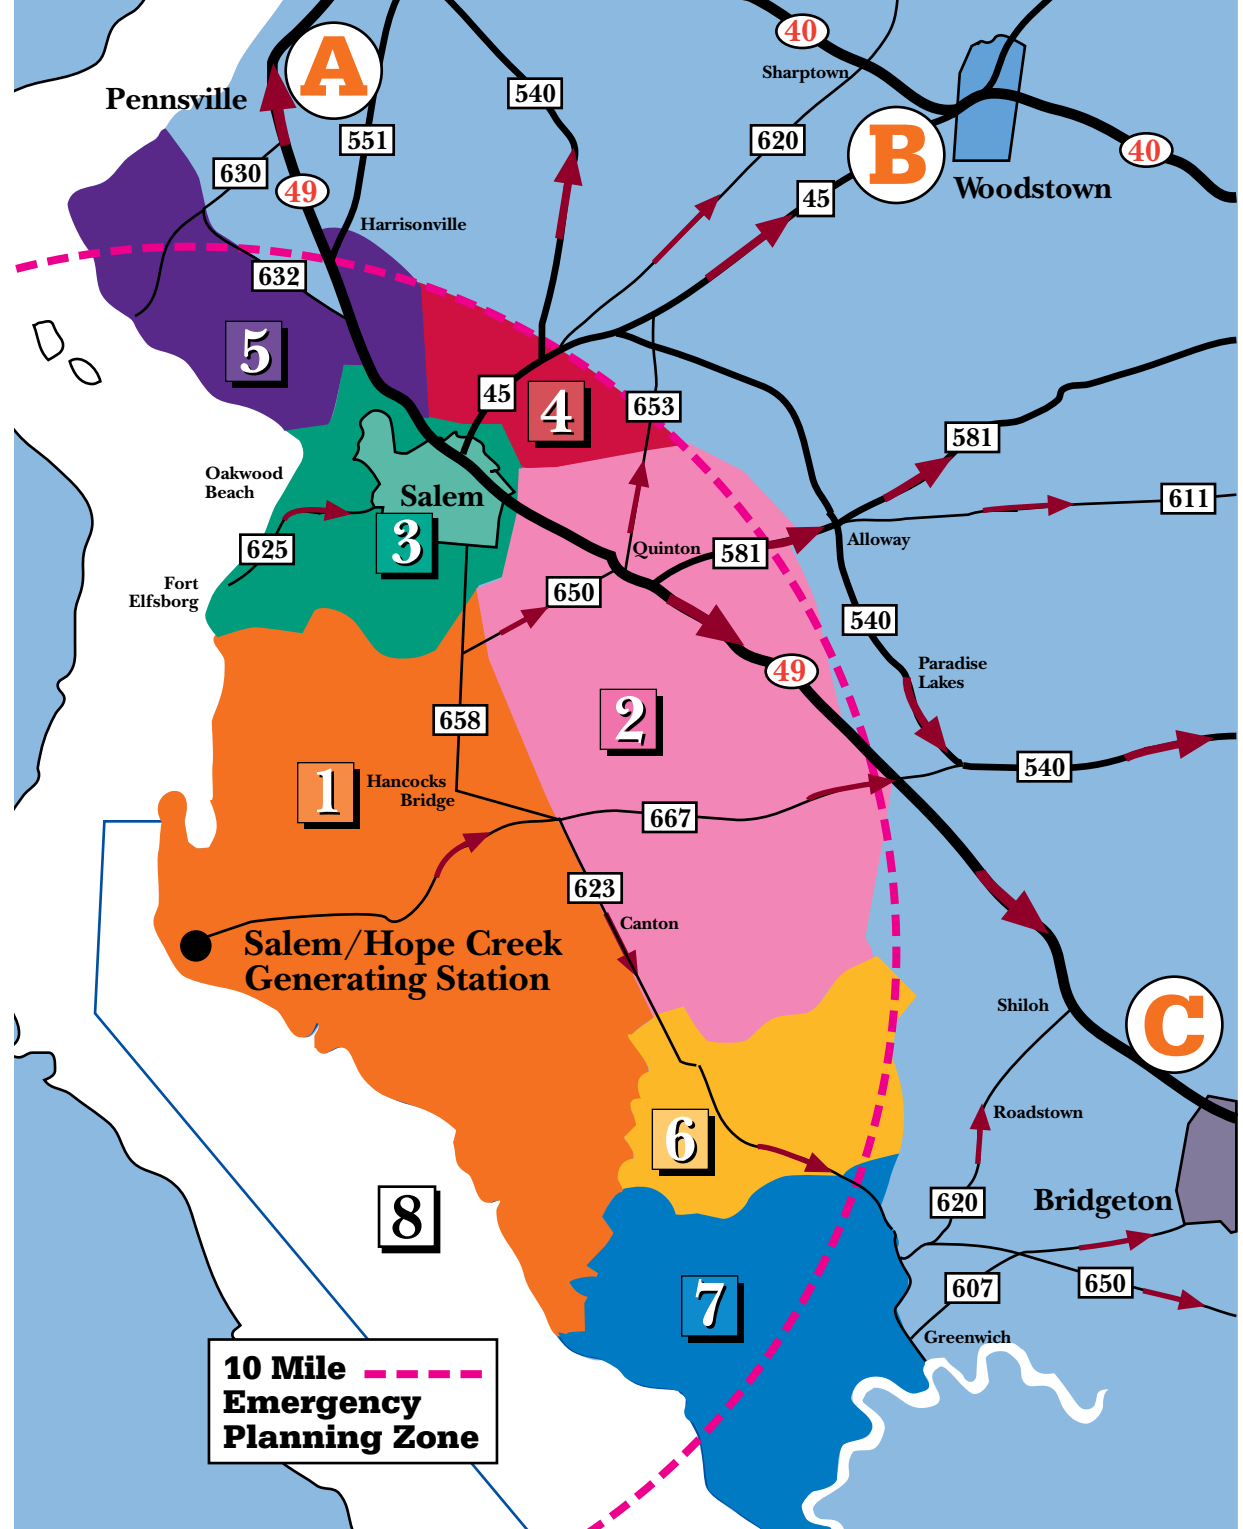 40
A
Sharptown
Pennsville
540
551
620
B
40
630
49
45
Woodstown
Harrisonville
632
5
45
4
653
581
Oakwood
Beach
Salem
611
3
Quinton
581
Alloway
625
Fort
Elfsborg
650
540
Paradise
Lakes
49
658
2
540
1
Hancocks
Bridge
667
623
Canton
Salem/Hope Creek
Generating Station
Shiloh
C
Roadstown
6
620
Bridgeton
8
607
650
7
Greenwich
10 Mile
Emergency
Planning Zone